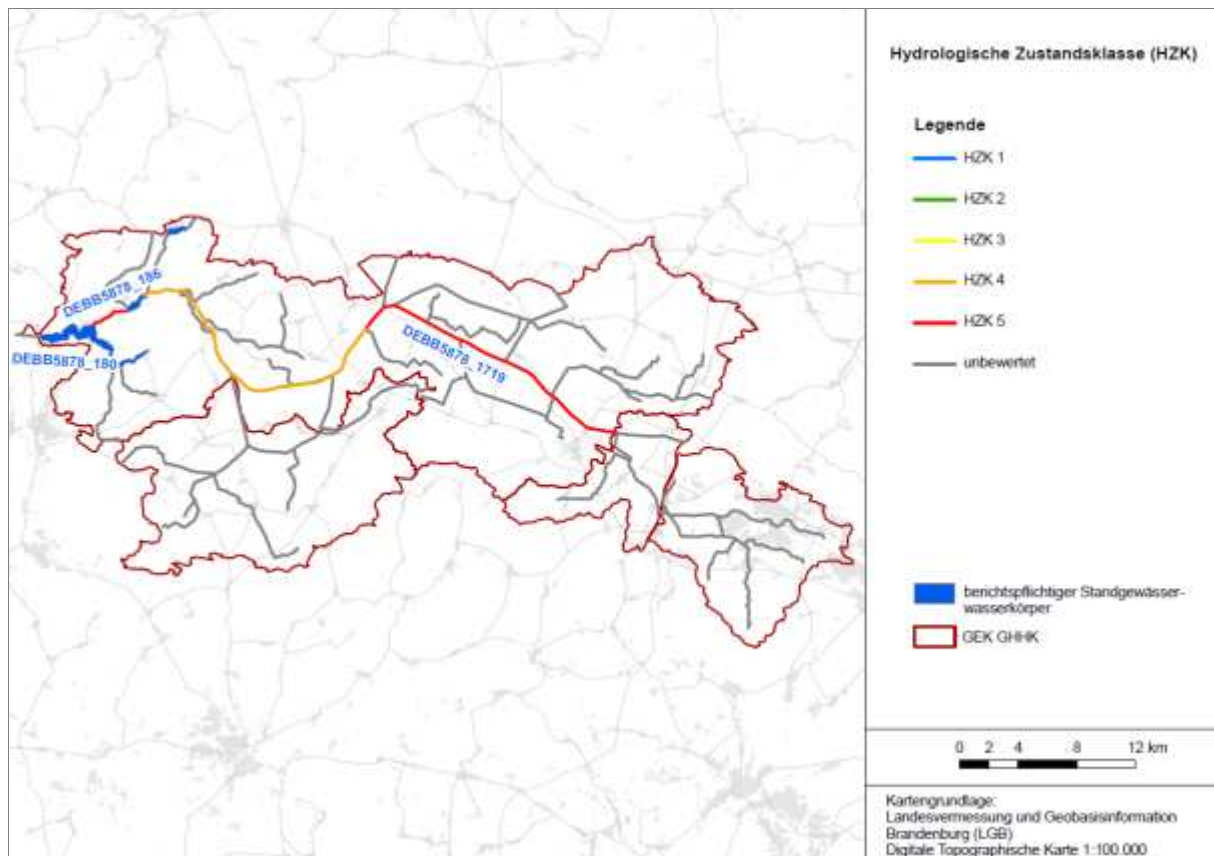 Hydrologische Zustandsklasse (HZK)
Legende
HZK 1
HZK 2
HZK 3
HZK 4
HZK 5
unbewertet
berichtspflichtiger Standgewässer-
wasserkörper
GEK GHHK
0 2 4 8 12 km
Kartengrundlage:
Landesvermessung und Geobasisinformation
Brandenburg (LGB)
Digitale Topographische Karte 1:100.000
DEBB5878_185
DEBB5878_180
DEBB5878_1719